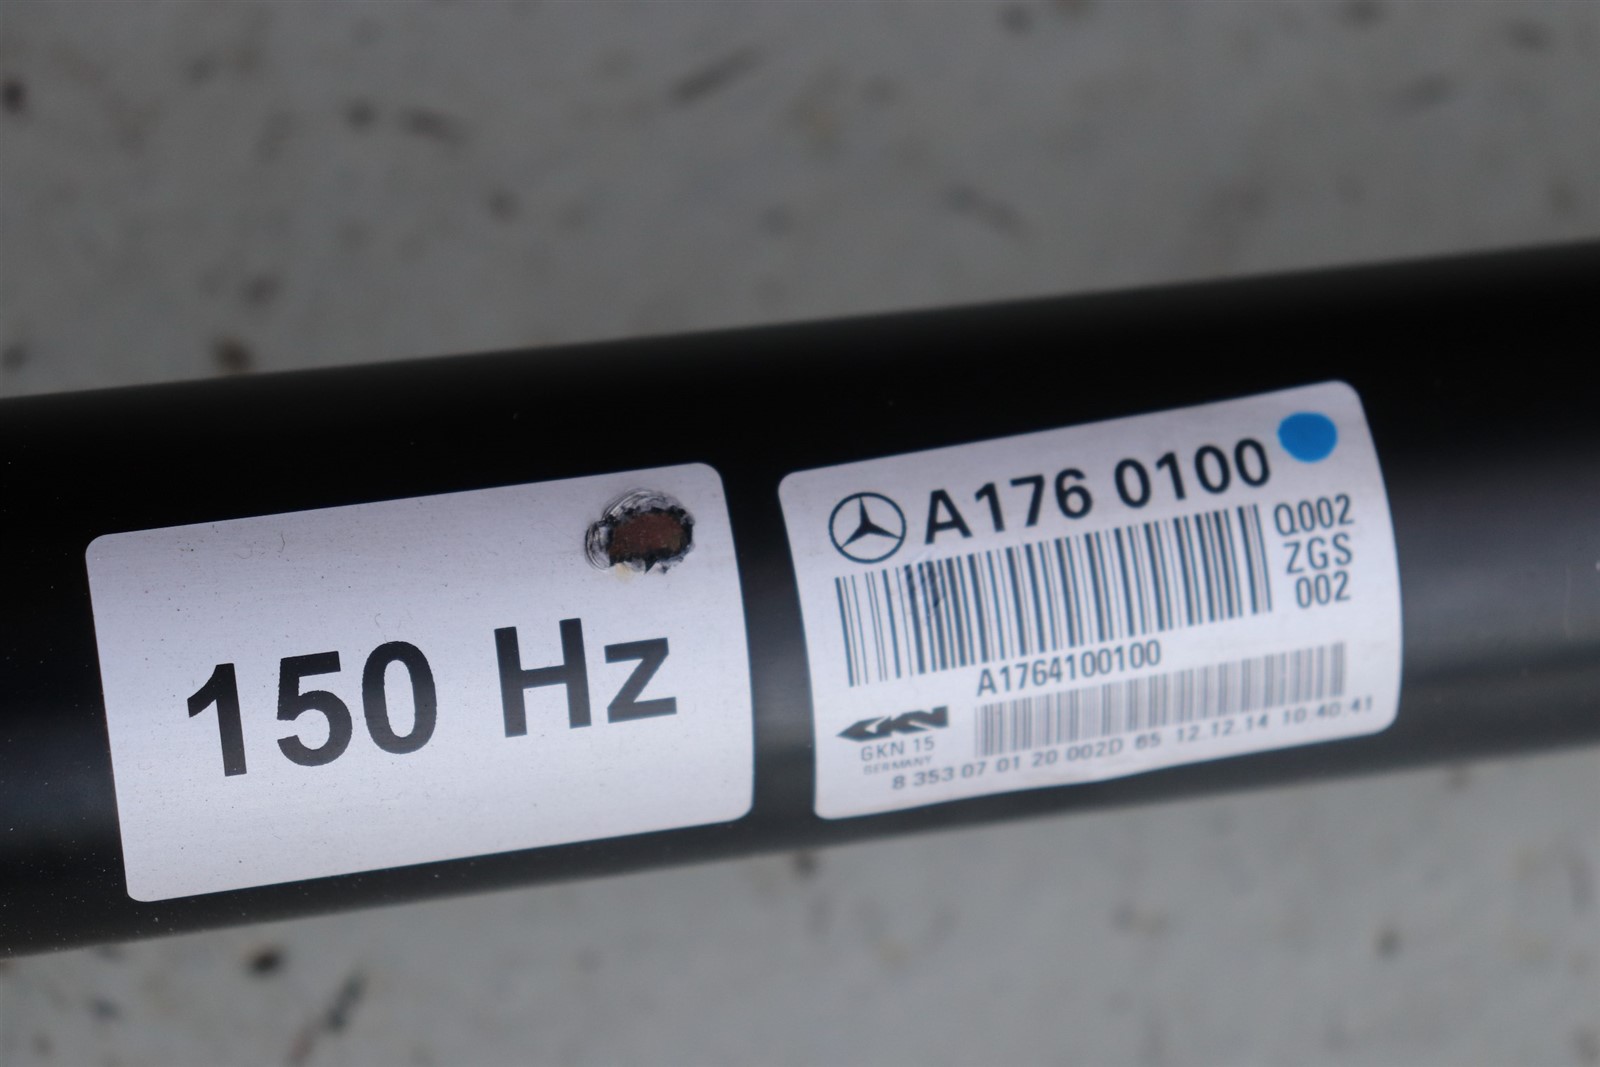 150 Hz
A176 0100
Q002
ZGS
002
A1764100100
GKN
GKN 15
GERMANY
8 353 07 01 20 002D 65 12.12.14 10:40:41